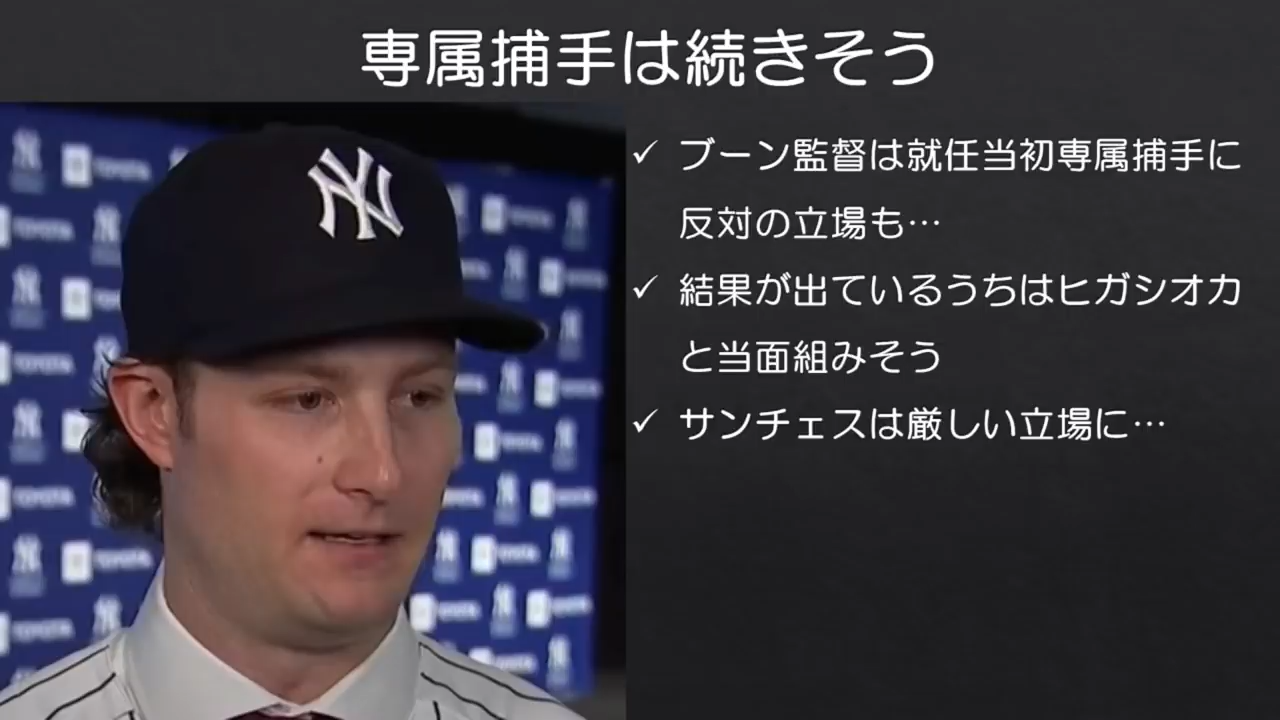 専属捕手は続きそう
✓ ブーン監督は就任当初専属捕手に
反対の立場も…
✓ 結果が出ているうちはヒガシオカ
と当面組みそう
✓ サンチェスは厳しい立場に…
NY
TOYOTA